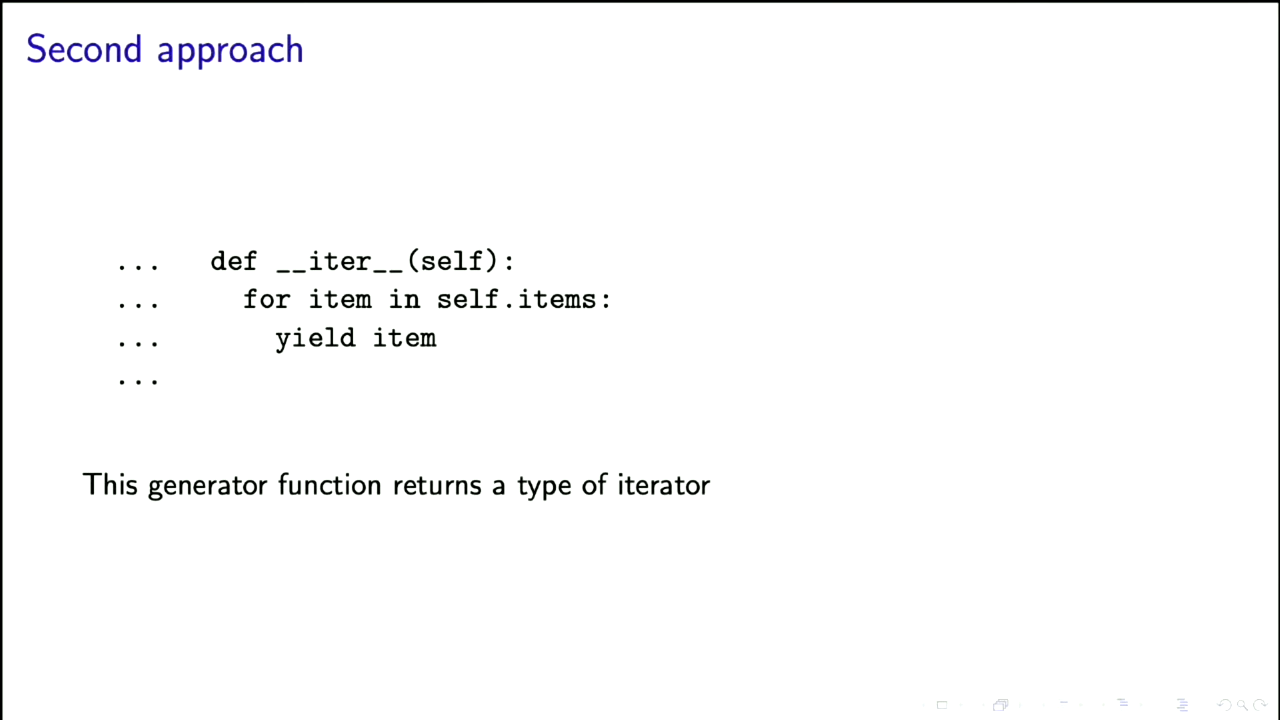 Second approach
...   def __iter__(self):
...     for item in self.items:
...       yield item
...
This generator function returns a type of iterator